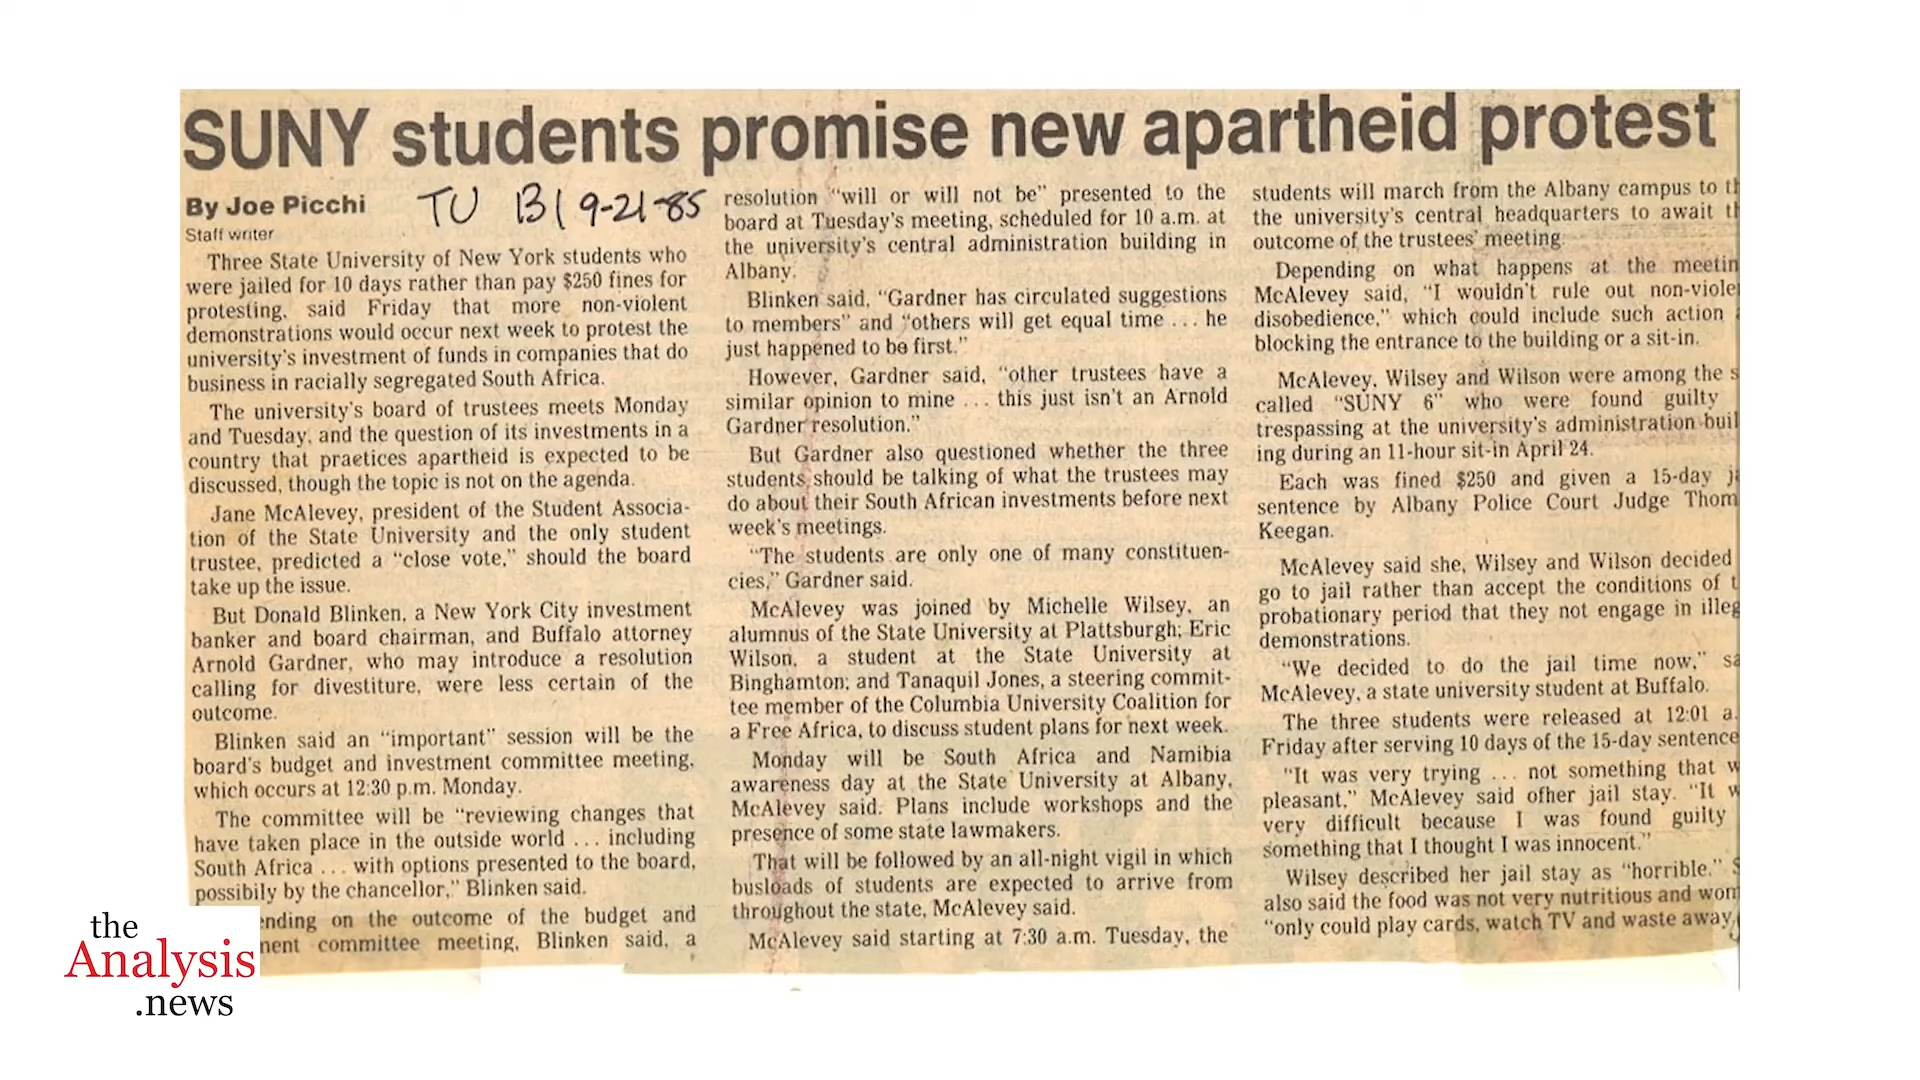 SUNY students promise new apartheid protest
By Joe Picchi
TU B1 9-21-85
Staff writer
Three State University of New York students who
were jailed for 10 days rather than pay $250 fines for
protesting, said Friday that more non-violent
demonstrations would occur next week to protest the
university's investment of funds in companies that do
business in racially segregated South Africa.
The university's board of trustees meets Monday
and Tuesday, and the question of its investments in a
country that practices apartheid is expected to be
discussed, though the topic is not on the agenda.
Jane McAlevey, president of the Student Associa-
tion of the State University and the only student
trustee, predicted a "close vote," should the board
take up the issue.
But Donald Blinken, a New York City investment
banker and board chairman, and Buffalo attorney
Arnold Gardner, who may introduce a resolution
calling for divestiture, were less certain of the
outcome.
Blinken said an "important" session will be the
board's budget and investment committee meeting,
which occurs at 12:30 p.m. Monday.
The committee will be "reviewing changes that
have taken place in the outside world ... including
South Africa ... with options presented to the board,
possibily by the chancellor," Blinken said.
ending on the outcome of the budget and
ment committee meeting, Blinken said, a
resolution "will or will not be" presented to the
board at Tuesday's meeting, scheduled for 10 a.m. at
the university's central administration building in
Albany.
Blinken said, "Gardner has circulated suggestions
to members" and "others will get equal time ... he
just happened to be first."
However, Gardner said, "other trustees have a
similar opinion to mine ... this just isn't an Arnold
Gardner resolution."
But Gardner also questioned whether the three
students should be talking of what the trustees may
do about their South African investments before next
week's meetings.
"The students are only one of many constituen-
cies," Gardner said.
McAlevey was joined by Michelle Wilsey, an
alumnus of the State University at Plattsburgh; Eric
Wilson, a student at the State University at
Binghamton; and Tanaquil Jones, a steering commit-
tee member of the Columbia University Coalition for
a Free Africa, to discuss student plans for next week.
Monday will be South Africa and Namibia
awareness day at the State University at Albany,
McAlevey said. Plans include workshops and the
presence of some state lawmakers.
That will be followed by an all-night vigil in which
busloads of students are expected to arrive from
throughout the state, McAlevey said.
McAlevey said starting at 7:30 a.m. Tuesday, the
students will march from the Albany campus to th
the university's central headquarters to await th
outcome of the trustees' meeting.
Depending on what happens at the meetin
McAlevey said, "I wouldn't rule out non-viole
disobedience," which could include such action
blocking the entrance to the building or a sit-in.
McAlevey, Wilsey and Wilson were among the s
called "SUNY 6" who were found guilty
trespassing at the university's administration buil
ing during an 11-hour sit-in April 24.
Each was fined $250 and given a 15-day ja
sentence by Albany Police Court Judge Thom
Keegan.
McAlevey said she, Wilsey and Wilson decided
go to jail rather than accept the conditions of t
probationary period that they not engage in illeg
demonstrations.
"We decided to do the jail time now," sa
McAlevey, a state university student at Buffalo.
The three students were released at 12:01 a.
Friday after serving 10 days of the 15-day sentence
"It was very trying ... not something that w
pleasant," McAlevey said ofher jail stay. "It w
very difficult because I was found guilty
something that I thought I was innocent."
Wilsey described her jail stay as "horrible." S
also said the food was not very nutritious and wom
"only could play cards, watch TV and waste away,
the
Analysis
.news